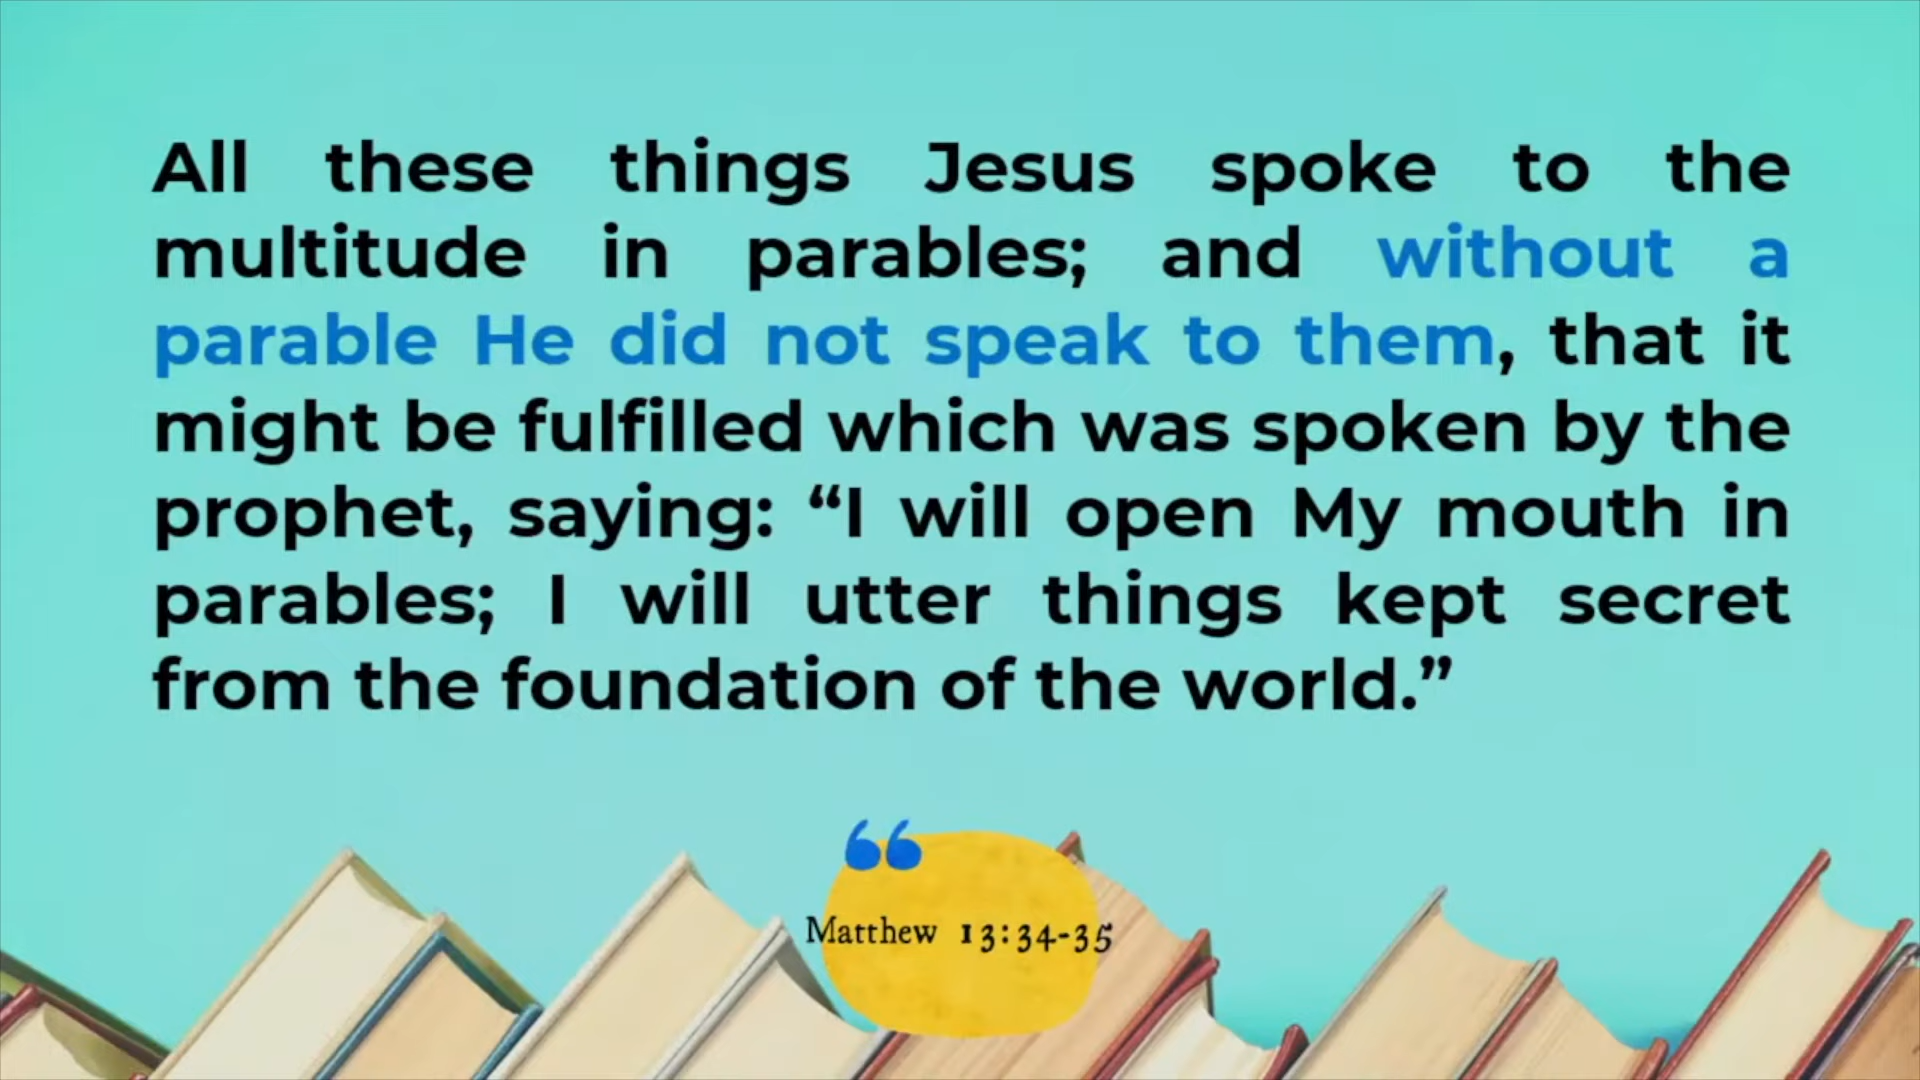 All these things Jesus spoke to the
multitude in parables; and without a
parable He did not speak to them, that it
might be fulfilled which was spoken by the
prophet, saying: “I will open My mouth in
parables; I will utter things kept secret
from the foundation of the world.”
Matthew 13:34-35